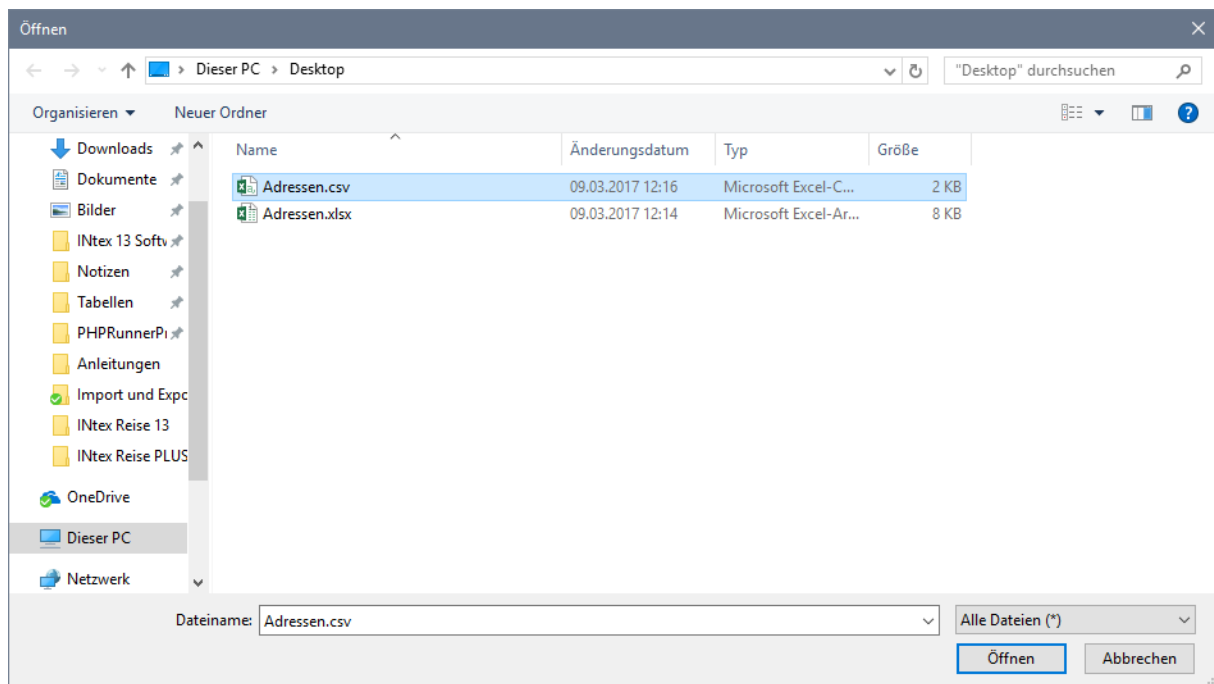 Öffnen
Dieser PC > Desktop
"Desktop" durchsuchen
Organisieren
Neuer Ordner
Name Änderungsdatum Typ Größe
Adressen.csv 09.03.2017 12:16 Microsoft Excel-C... 2 KB
Adressen.xlsx 09.03.2017 12:14 Microsoft Excel-Ar... 8 KB
Downloads
Dokumente
Bilder
INtex 13 Softv
Notizen
Tabellen
PHPRunnerPr
Anleitungen
Import und Expo
INtex Reise 13
INtex Reise PLUS
OneDrive
Dieser PC
Netzwerk
Dateiname: Adressen.csv
Alle Dateien (*)
Öffnen Abbrechen